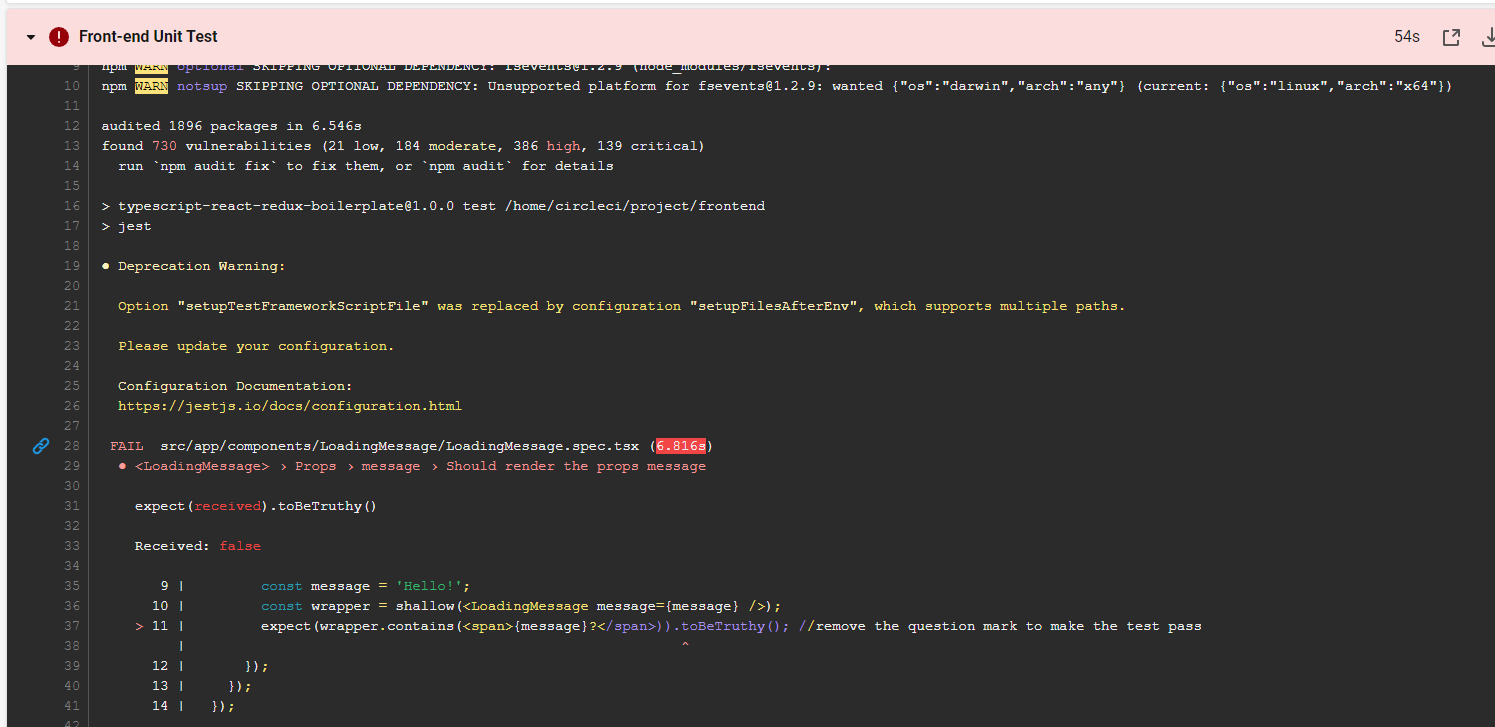 Front-end Unit Test 54s
9 npm WARN optional SKIPPING OPTIONAL DEPENDENCY: fsevents@1.2.9 (node_modules/fsevents):
10 npm WARN notsup SKIPPING OPTIONAL DEPENDENCY: Unsupported platform for fsevents@1.2.9: wanted {"os":"darwin","arch":"any"} (current: {"os":"linux","arch":"x64"})
11
12 audited 1896 packages in 6.546s
13 found 730 vulnerabilities (21 low, 184 moderate, 386 high, 139 critical)
14 run `npm audit fix` to fix them, or `npm audit` for details
15
16 > typescript-react-redux-boilerplate@1.0.0 test /home/circleci/project/frontend
17 > jest
18
19 ● Deprecation Warning:
20
21 Option "setupTestFrameworkScriptFile" was replaced by configuration "setupFilesAfterEnv", which supports multiple paths.
22
23 Please update your configuration.
24
25 Configuration Documentation:
26 https://jestjs.io/docs/configuration.html
27
28 FAIL src/app/components/LoadingMessage/LoadingMessage.spec.tsx (6.816s)
29 ● <LoadingMessage> › Props › message › Should render the props message
30
31 expect(received).toBeTruthy()
32
33 Received: false
34
35 9 | const message = 'Hello!';
36 10 | const wrapper = shallow(<LoadingMessage message={message} />);
37 > 11 | expect(wrapper.contains(<span>{message}?</span>)).toBeTruthy(); //remove the question mark to make the test pass
38 | ^
39 12 | });
40 13 | });
41 14 | });
42